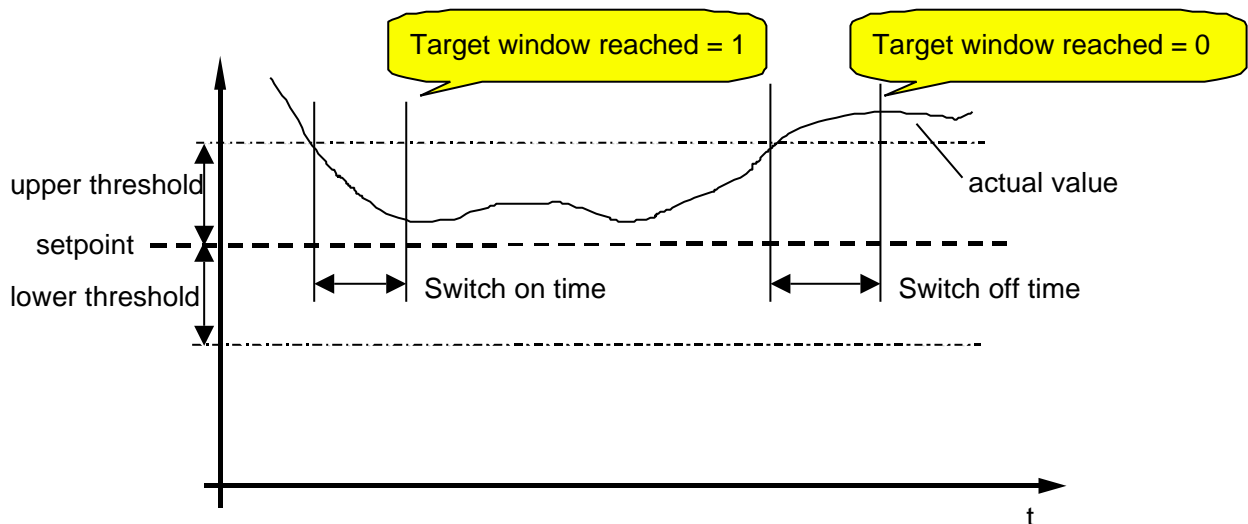 Target window reached = 1
Target window reached = 0
upper threshold
actual value
setpoint
lower threshold
Switch on time
Switch off time
t